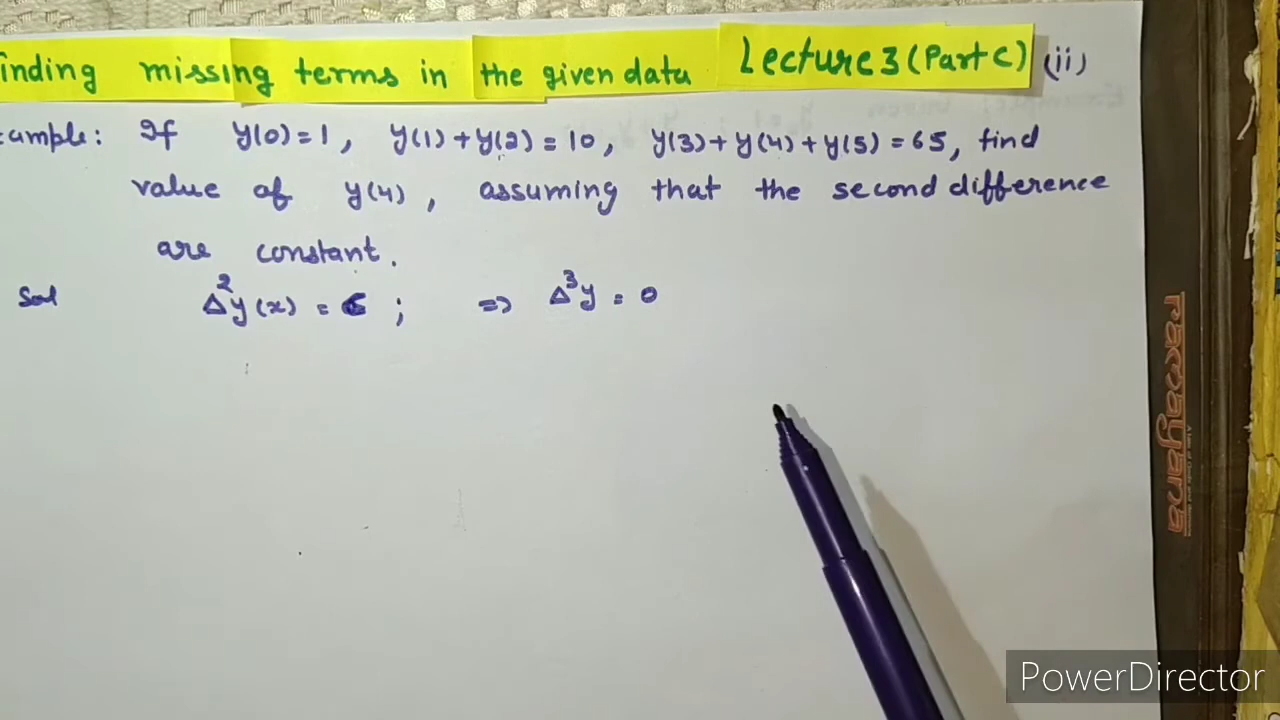 inding missing terms in the given data Lecture 3 (Part C) (ii)
ample: If y(0)=1, y(1)+y(2)=10, y(3)+y(4)+y(5)=65, find
value of y(4), assuming that the second difference
are constant.
Sol Δ²y(x) = C ; => Δ³y = 0
Ramayana
PowerDirector